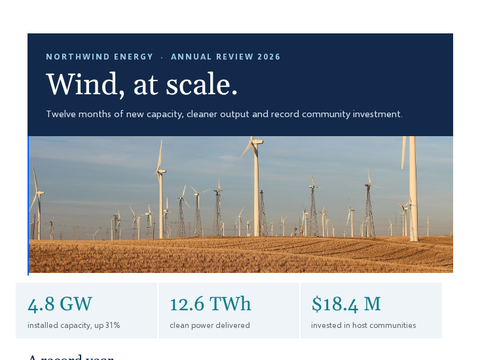 NORTHWIND ENERGY · ANNUAL REVIEW 2026
Wind, at scale.
Twelve months of new capacity, cleaner output and record community investment.
4.8 GW
installed capacity, up 31%
12.6 TWh
clean power delivered
$18.4 M
invested in host communities
A record year